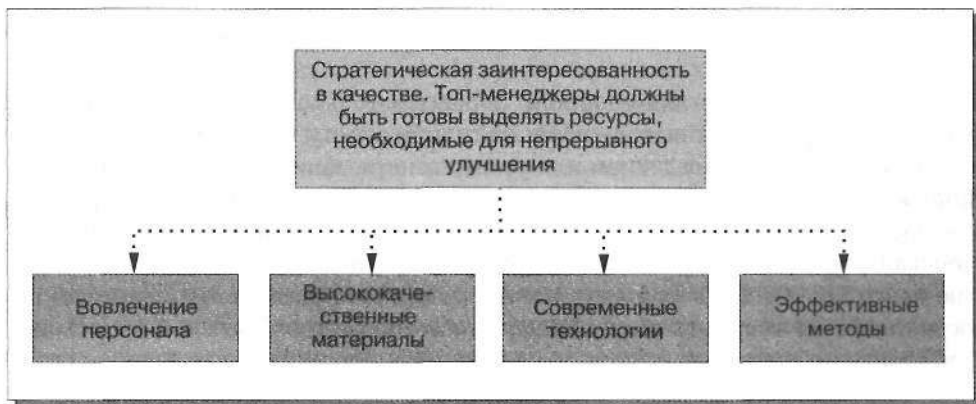 Стратегическая заинтересованность
в качестве. Топ-менеджеры должны
быть готовы выделять ресурсы,
необходимые для непрерывного
улучшения
Вовлечение
персонала
Высококаче-
ственные
материалы
Современные
технологии
Эффективные
методы